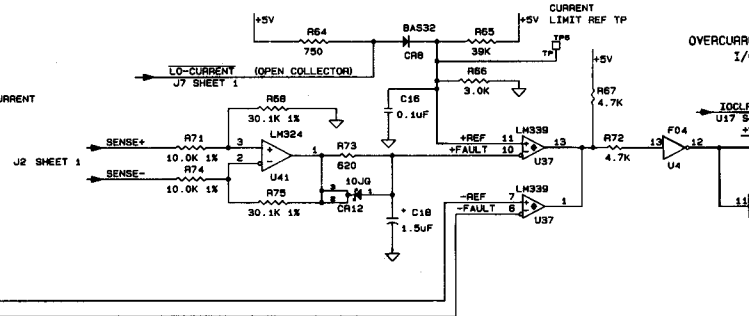 CURRENT
LIMIT REF TP
+5V
R64
750
BAS32
CR8
+5V
R65
39K
TP6
TP
OVERCURR
I/
+5V
LO-CURRENT (OPEN COLLECTOR)
J7 SHEET 1
R66
3.0K
R67
4.7K
CURRENT
R68
30.1K 1%
C16
0.1uF
IOCLR
U17 S
J2 SHEET 1
SENSE+
R71
10.0K 1%
3
LM324
1
2
U41
R73
620
+REF 11
+FAULT 10
LM339
13
U37
R72
4.7K
F04
12
U4
SENSE-
R74
10.0K 1%
R75
30.1K 1%
3
2
10JG
1
CR12
+ C18
1.5uF
-REF 7
-FAULT 6
LM339
1
U37
11